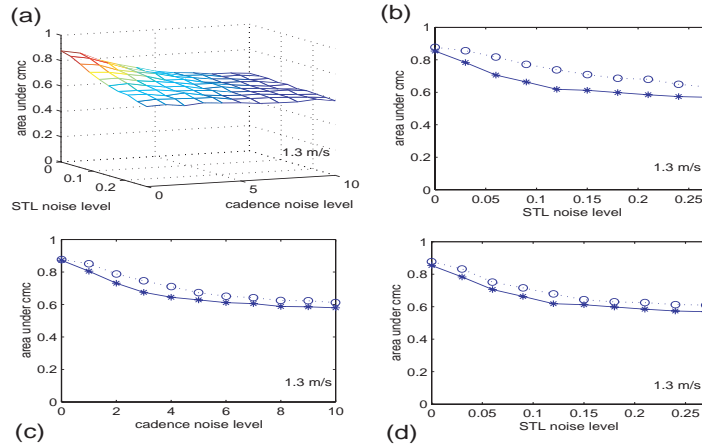 (a)
1
0.8
0.6
0.4
0.2
0
area under cmc
0
0.1
0.2
STL noise level
0
5
10
cadence noise level
1.3 m/s
(b)
1
0.8
0.6
0.4
0.2
0
area under cmc
0
0.05
0.1
0.15
0.2
0.25
STL noise level
1.3 m/s
1
0.8
0.6
0.4
0.2
0
area under cmc
0
2
4
6
8
10
cadence noise level
1.3 m/s
(c)
1
0.8
0.6
0.4
0.2
0
area under cmc
0
0.05
0.1
0.15
0.2
0.25
STL noise level
1.3 m/s
(d)